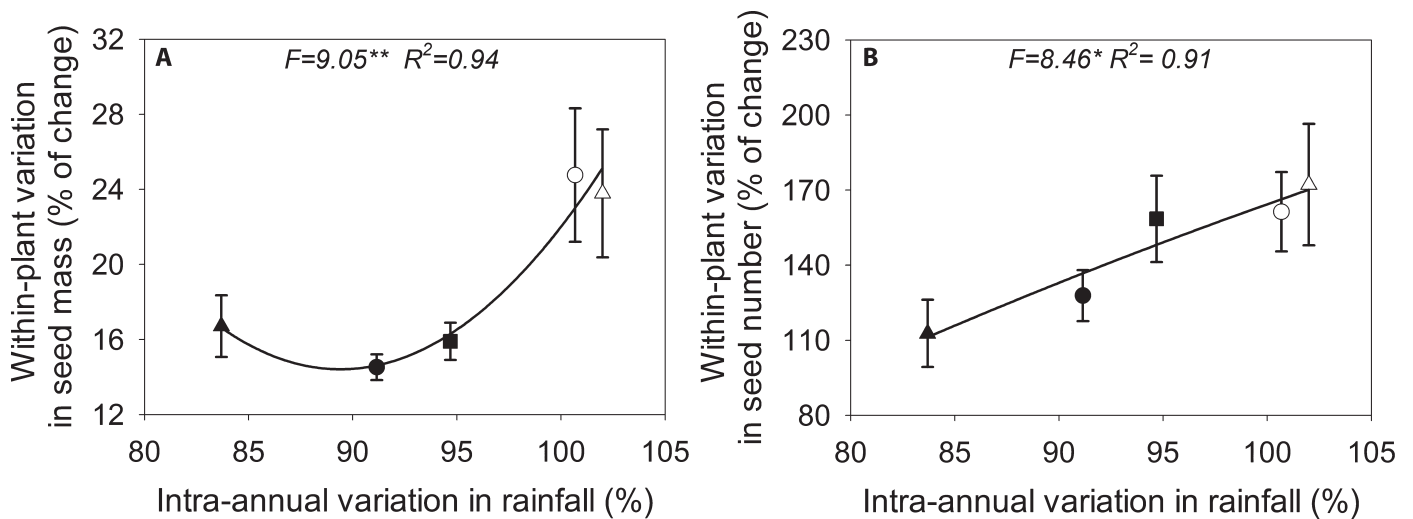 A
F=9.05** R²=0.94
32
28
24
20
16
12
Within-plant variation
in seed mass (% of change)
80
85
90
95
100
105
Intra-annual variation in rainfall (%)
B
F=8.46* R²= 0.91
230
200
170
140
110
80
Within-plant variation
in seed number (% of change)
80
85
90
95
100
105
Intra-annual variation in rainfall (%)